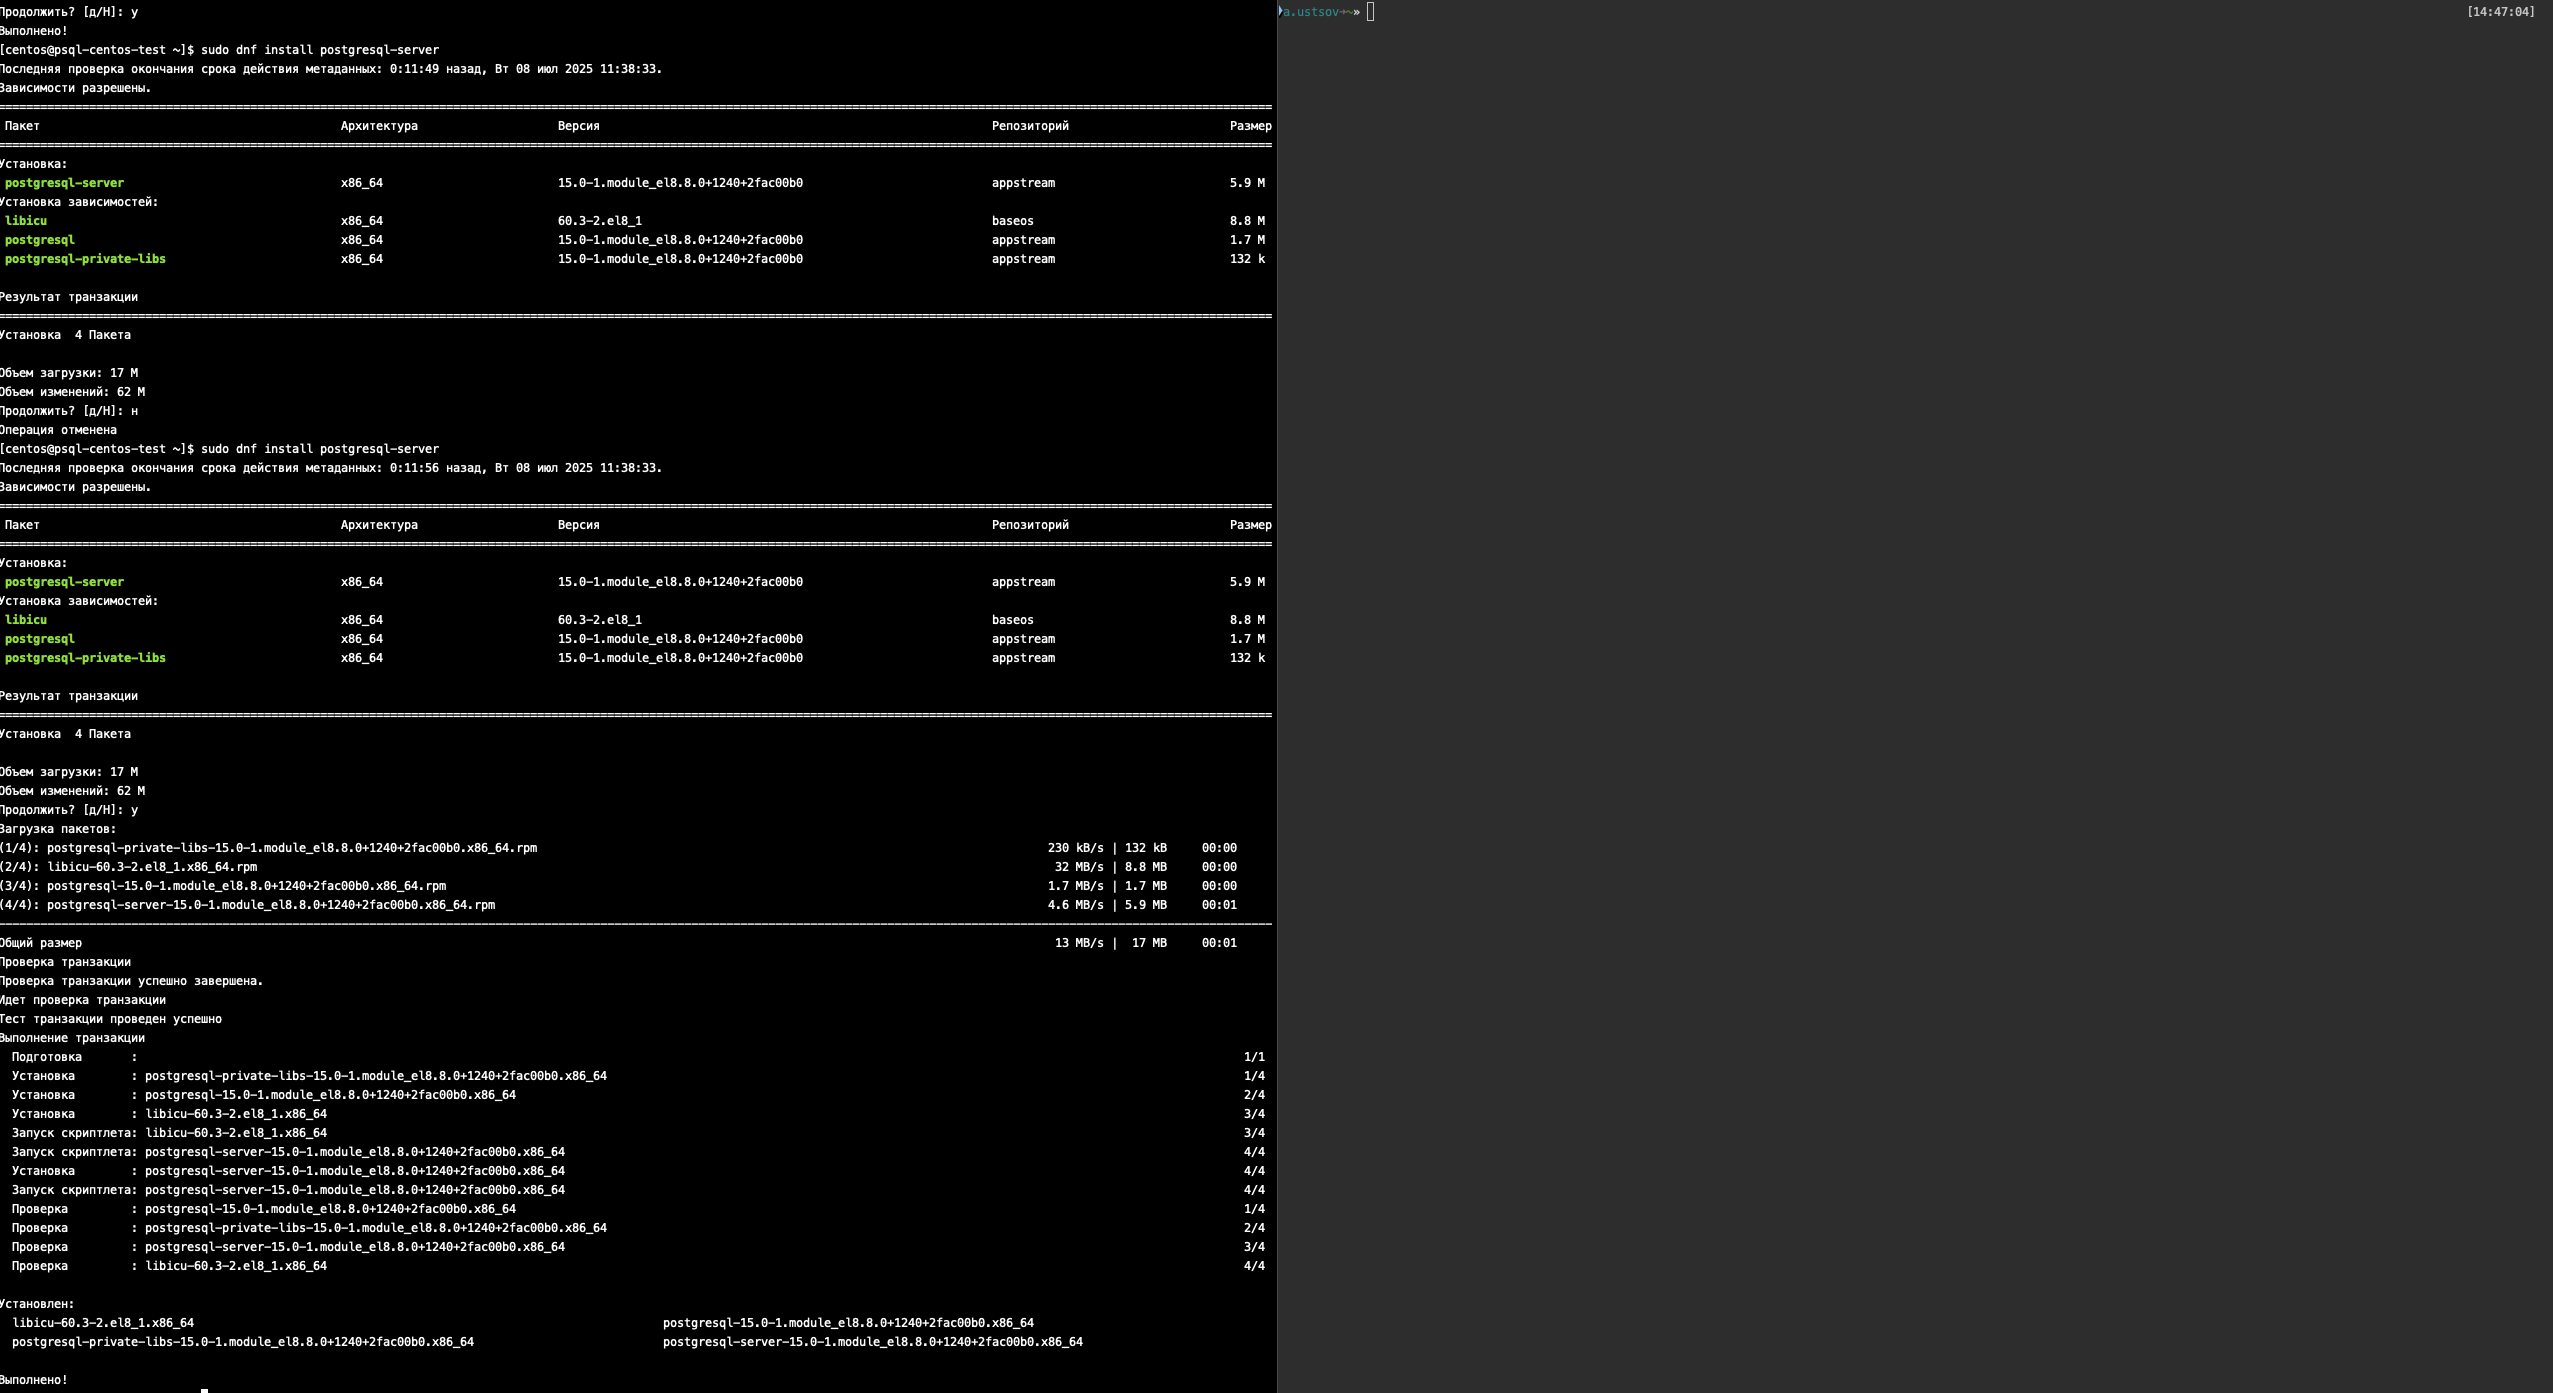 Продолжить? [д/Н]: y
Выполнено!
[centos@psql-centos-test ~]$ sudo dnf install postgresql-server
Последняя проверка окончания срока действия метаданных: 0:11:49 назад, Вт 08 июл 2025 11:38:33.
Зависимости разрешены.
Пакет Архитектура Версия Репозиторий Размер
Установка:
postgresql-server x86_64 15.0-1.module_el8.8.0+1240+2fac00b0 appstream 5.9 M
Установка зависимостей:
libicu x86_64 60.3-2.el8_1 baseos 8.8 M
postgresql x86_64 15.0-1.module_el8.8.0+1240+2fac00b0 appstream 1.7 M
postgresql-private-libs x86_64 15.0-1.module_el8.8.0+1240+2fac00b0 appstream 132 k
Результат транзакции
Установка 4 Пакета
Объем загрузки: 17 M
Объем изменений: 62 M
Продолжить? [д/Н]: н
Операция отменена
[centos@psql-centos-test ~]$ sudo dnf install postgresql-server
Последняя проверка окончания срока действия метаданных: 0:11:56 назад, Вт 08 июл 2025 11:38:33.
Зависимости разрешены.
Пакет Архитектура Версия Репозиторий Размер
Установка:
postgresql-server x86_64 15.0-1.module_el8.8.0+1240+2fac00b0 appstream 5.9 M
Установка зависимостей:
libicu x86_64 60.3-2.el8_1 baseos 8.8 M
postgresql x86_64 15.0-1.module_el8.8.0+1240+2fac00b0 appstream 1.7 M
postgresql-private-libs x86_64 15.0-1.module_el8.8.0+1240+2fac00b0 appstream 132 k
Результат транзакции
Установка 4 Пакета
Объем загрузки: 17 M
Объем изменений: 62 M
Продолжить? [д/Н]: y
Загрузка пакетов:
(1/4): postgresql-private-libs-15.0-1.module_el8.8.0+1240+2fac00b0.x86_64.rpm 230 kB/s | 132 kB 00:00
(2/4): libicu-60.3-2.el8_1.x86_64.rpm 32 MB/s | 8.8 MB 00:00
(3/4): postgresql-15.0-1.module_el8.8.0+1240+2fac00b0.x86_64.rpm 1.7 MB/s | 1.7 MB 00:00
(4/4): postgresql-server-15.0-1.module_el8.8.0+1240+2fac00b0.x86_64.rpm 4.6 MB/s | 5.9 MB 00:01
Общий размер 13 MB/s | 17 MB 00:01
Проверка транзакции
Проверка транзакции успешно завершена.
Идет проверка транзакции
Тест транзакции проведен успешно
Выполнение транзакции
Подготовка : 1/1
Установка : postgresql-private-libs-15.0-1.module_el8.8.0+1240+2fac00b0.x86_64 1/4
Установка : postgresql-15.0-1.module_el8.8.0+1240+2fac00b0.x86_64 2/4
Установка : libicu-60.3-2.el8_1.x86_64 3/4
Запуск скриптлета: libicu-60.3-2.el8_1.x86_64 3/4
Запуск скриптлета: postgresql-server-15.0-1.module_el8.8.0+1240+2fac00b0.x86_64 4/4
Установка : postgresql-server-15.0-1.module_el8.8.0+1240+2fac00b0.x86_64 4/4
Запуск скриптлета: postgresql-server-15.0-1.module_el8.8.0+1240+2fac00b0.x86_64 4/4
Проверка : postgresql-15.0-1.module_el8.8.0+1240+2fac00b0.x86_64 1/4
Проверка : postgresql-private-libs-15.0-1.module_el8.8.0+1240+2fac00b0.x86_64 2/4
Проверка : postgresql-server-15.0-1.module_el8.8.0+1240+2fac00b0.x86_64 3/4
Проверка : libicu-60.3-2.el8_1.x86_64 4/4
Установлен:
libicu-60.3-2.el8_1.x86_64 postgresql-15.0-1.module_el8.8.0+1240+2fac00b0.x86_64
postgresql-private-libs-15.0-1.module_el8.8.0+1240+2fac00b0.x86_64 postgresql-server-15.0-1.module_el8.8.0+1240+2fac00b0.x86_64
Выполнено!
a.ustsov➜~» [14:47:04]